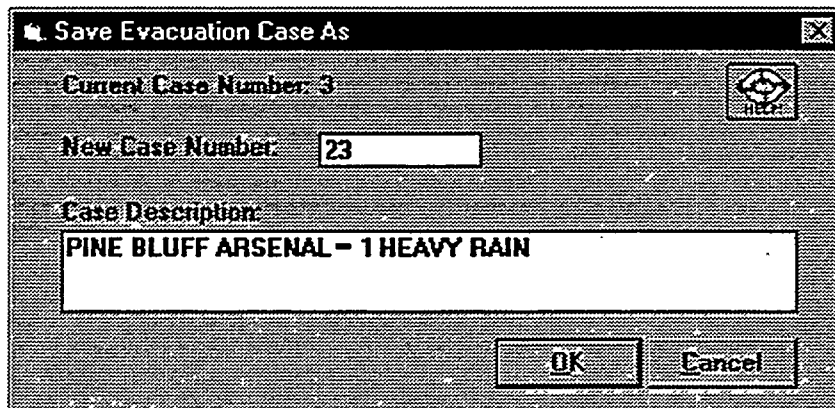 Save Evacuation Case As
Current Case Number: 3
HELP!
New Case Number: 23
Case Description:
PINE BLUFF ARSENAL - 1 HEAVY RAIN
OK Cancel